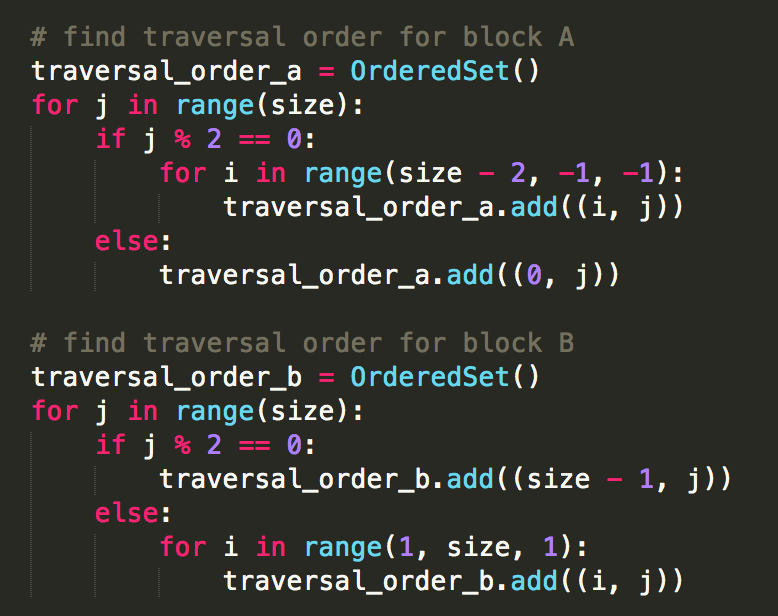 # find traversal order for block A
traversal_order_a = OrderedSet()
for j in range(size):
    if j % 2 == 0:
        for i in range(size - 2, -1, -1):
            traversal_order_a.add((i, j))
    else:
        traversal_order_a.add((0, j))

# find traversal order for block B
traversal_order_b = OrderedSet()
for j in range(size):
    if j % 2 == 0:
        traversal_order_b.add((size - 1, j))
    else:
        for i in range(1, size, 1):
            traversal_order_b.add((i, j))